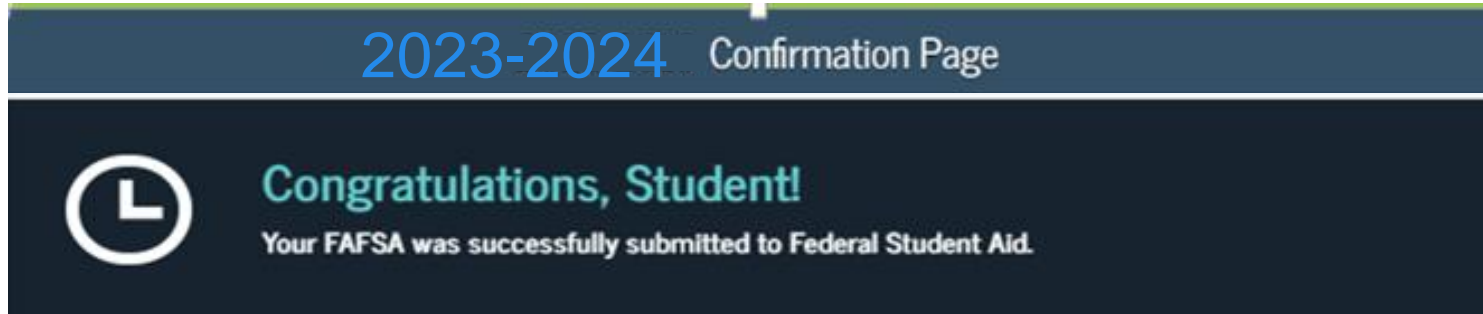 2023-2024 Confirmation Page
Congratulations, Student!
Your FAFSA was successfully submitted to Federal Student Aid.